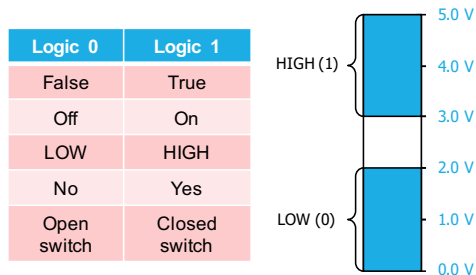 Logic 0 Logic 1
False True
Off On
LOW HIGH
No Yes
Open switch Closed switch
5.0 V
HIGH (1) 4.0 V
3.0 V
2.0 V
LOW (0) 1.0 V
0.0 V